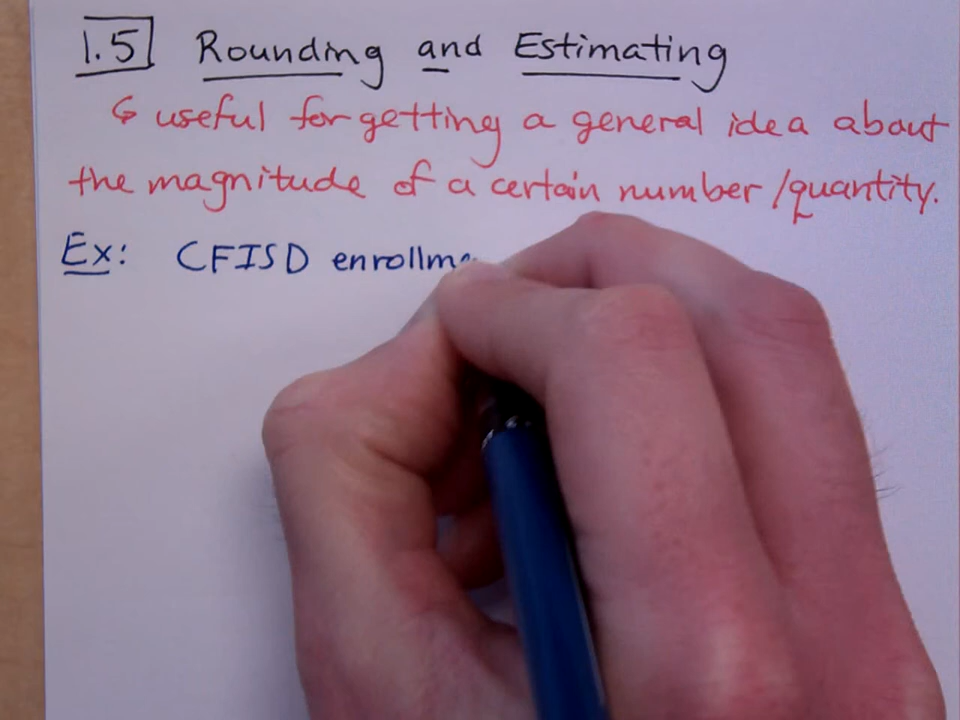 1.5 Rounding and Estimating
↳ useful for getting a general idea about
the magnitude of a certain number/quantity.
Ex: CFISD enrollm